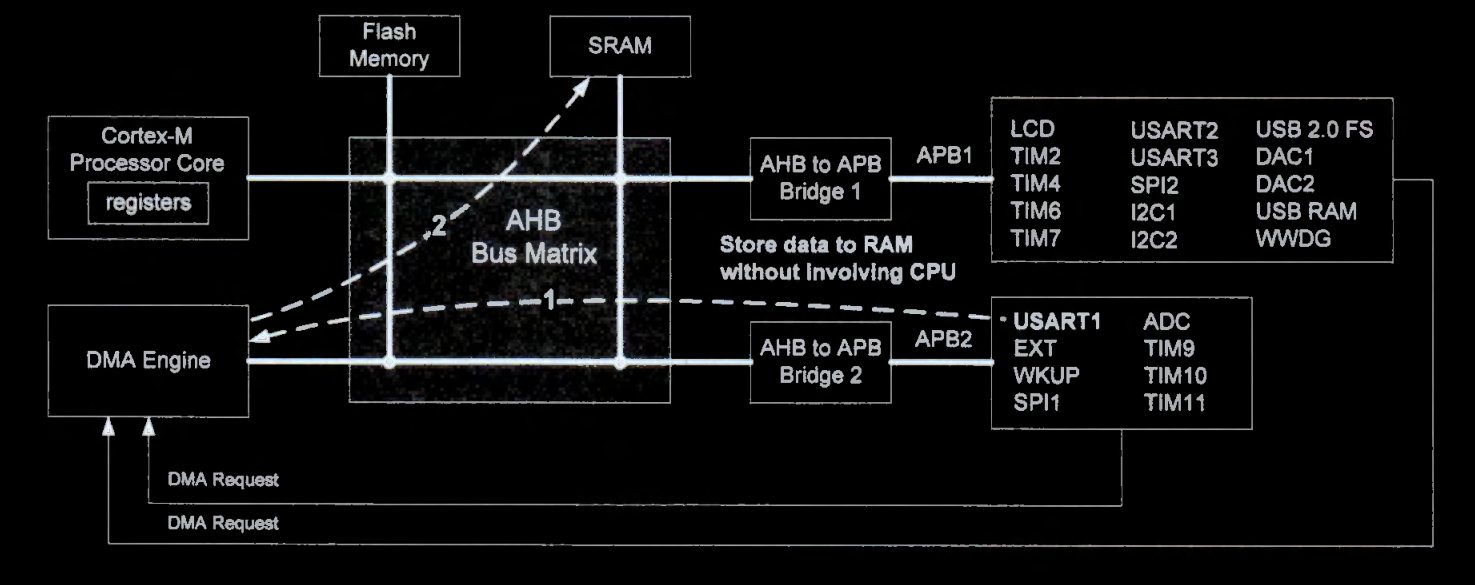 Flash
Memory
SRAM
Cortex-M
Processor Core
registers
AHB to APB
Bridge 1
APB1
LCD USART2 USB 2.0 FS
TIM2 USART3 DAC1
TIM4 SPI2 DAC2
TIM6 I2C1 USB RAM
TIM7 I2C2 WWDG
2
AHB
Bus Matrix
Store data to RAM
without involving CPU
1
DMA Engine
AHB to APB
Bridge 2
APB2
USART1 ADC
EXT TIM9
WKUP TIM10
SPI1 TIM11
DMA Request
DMA Request